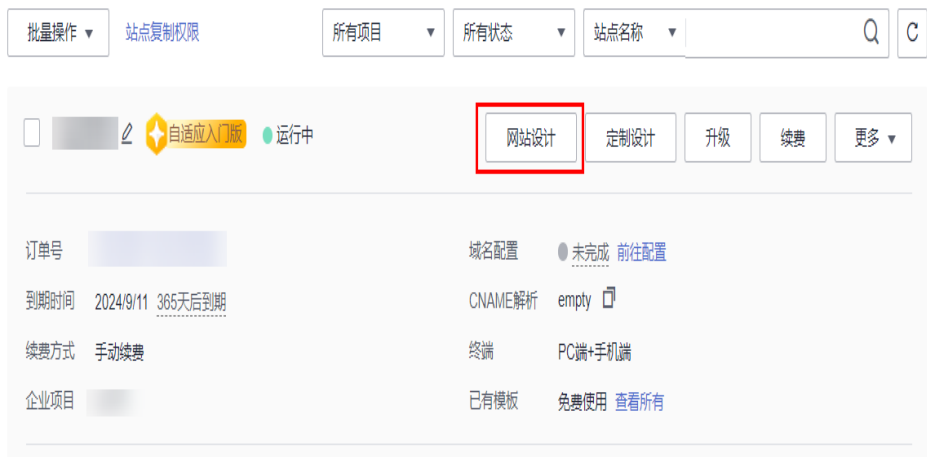 批量操作 站点复制权限 所有项目 所有状态 站点名称
自适应入门版 运行中 网站设计 定制设计 升级 续费 更多
订单号 域名配置 未完成 前往配置
到期时间 2024/9/11 365天后到期 CNAME解析 empty
续费方式 手动续费 终端 PC端+手机端
企业项目 已有模板 免费使用 查看所有